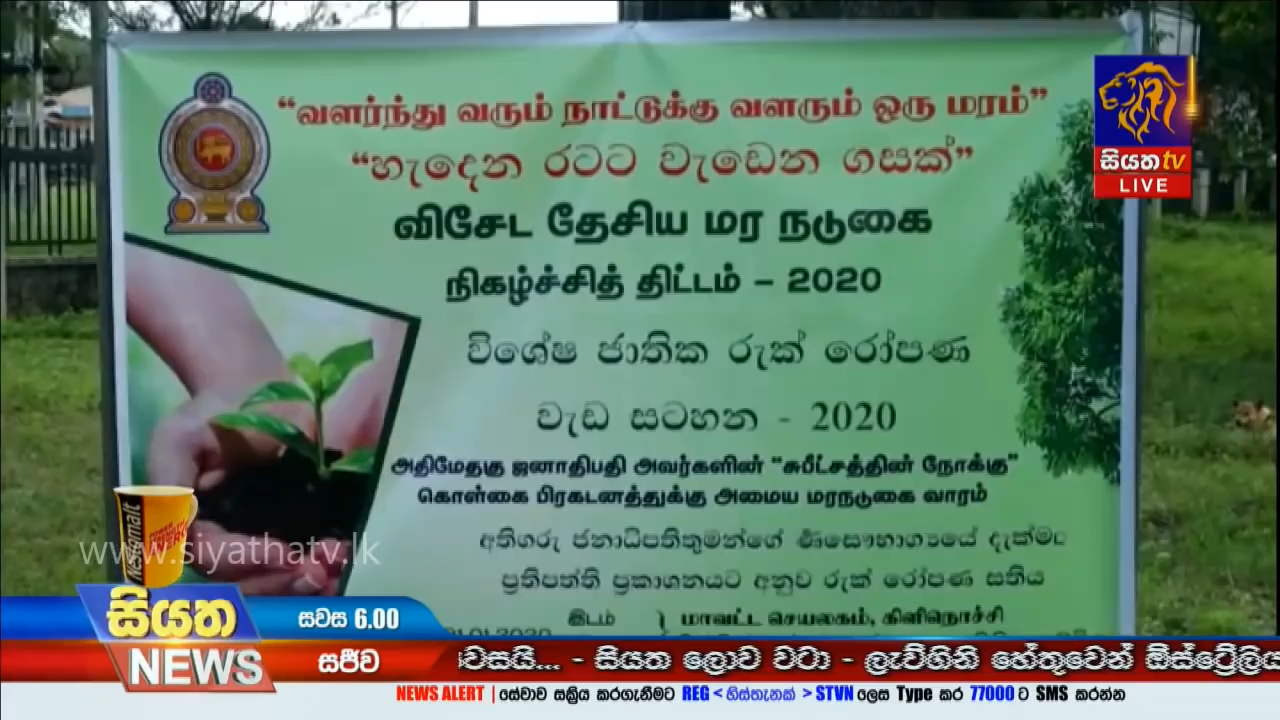 “வளர்ந்து வரும் நாட்டுக்கு வளரும் ஒரு மரம்”
“හැදෙන රටට වැඩෙන ගසක්”
விசேட தேசிய மர நடுகை
நிகழ்ச்சித் திட்டம் – 2020
විශේෂ ජාතික රුක් රෝපණ
වැඩ සටහන - 2020
அதிமேதகு ஜனாதிபதி அவர்களின் “சுபீட்சத்தின் நோக்கு”
கொள்கை பிரகடனத்துக்கு அமைய மரநடுகை வாரம்
අතිගරු ජනාධිපතිතුමන්ගේ සෞභාග්‍යයේ දැක්ම
ප්‍රතිපත්ති ප්‍රකාශනයට අනුව රුක් රෝපණ සතිය
இடம் மாவட்ட செயலகம், கிளிநொச்சி
සියත tv
LIVE
Nestomalt
www.siyathatv.lk
සියත
NEWS
සවස 6.00
සජීව
- සියත ලොව වටා - ලැව්ගිනි හේතුවෙන් ඕස්ට්‍රේලිය
NEWS ALERT | සේවාව සක්‍රීය කරගැනීමට REG < හිස්තැනක් > STVN ලෙස Type කර 77000 ට SMS කරන්න